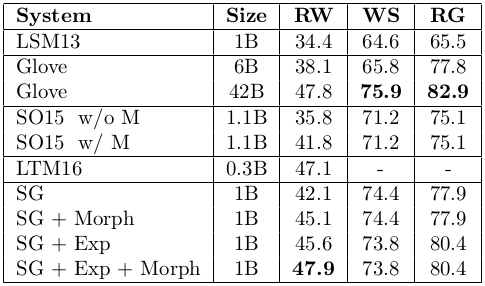 System Size RW WS RG
LSM13 1B 34.4 64.6 65.5
Glove 6B 38.1 65.8 77.8
Glove 42B 47.8 75.9 82.9
SO15 w/o M 1.1B 35.8 71.2 75.1
SO15 w/ M 1.1B 41.8 71.2 75.1
LTM16 0.3B 47.1 - -
SG 1B 42.1 74.4 77.9
SG + Morph 1B 45.1 74.4 77.9
SG + Exp 1B 45.6 73.8 80.4
SG + Exp + Morph 1B 47.9 73.8 80.4